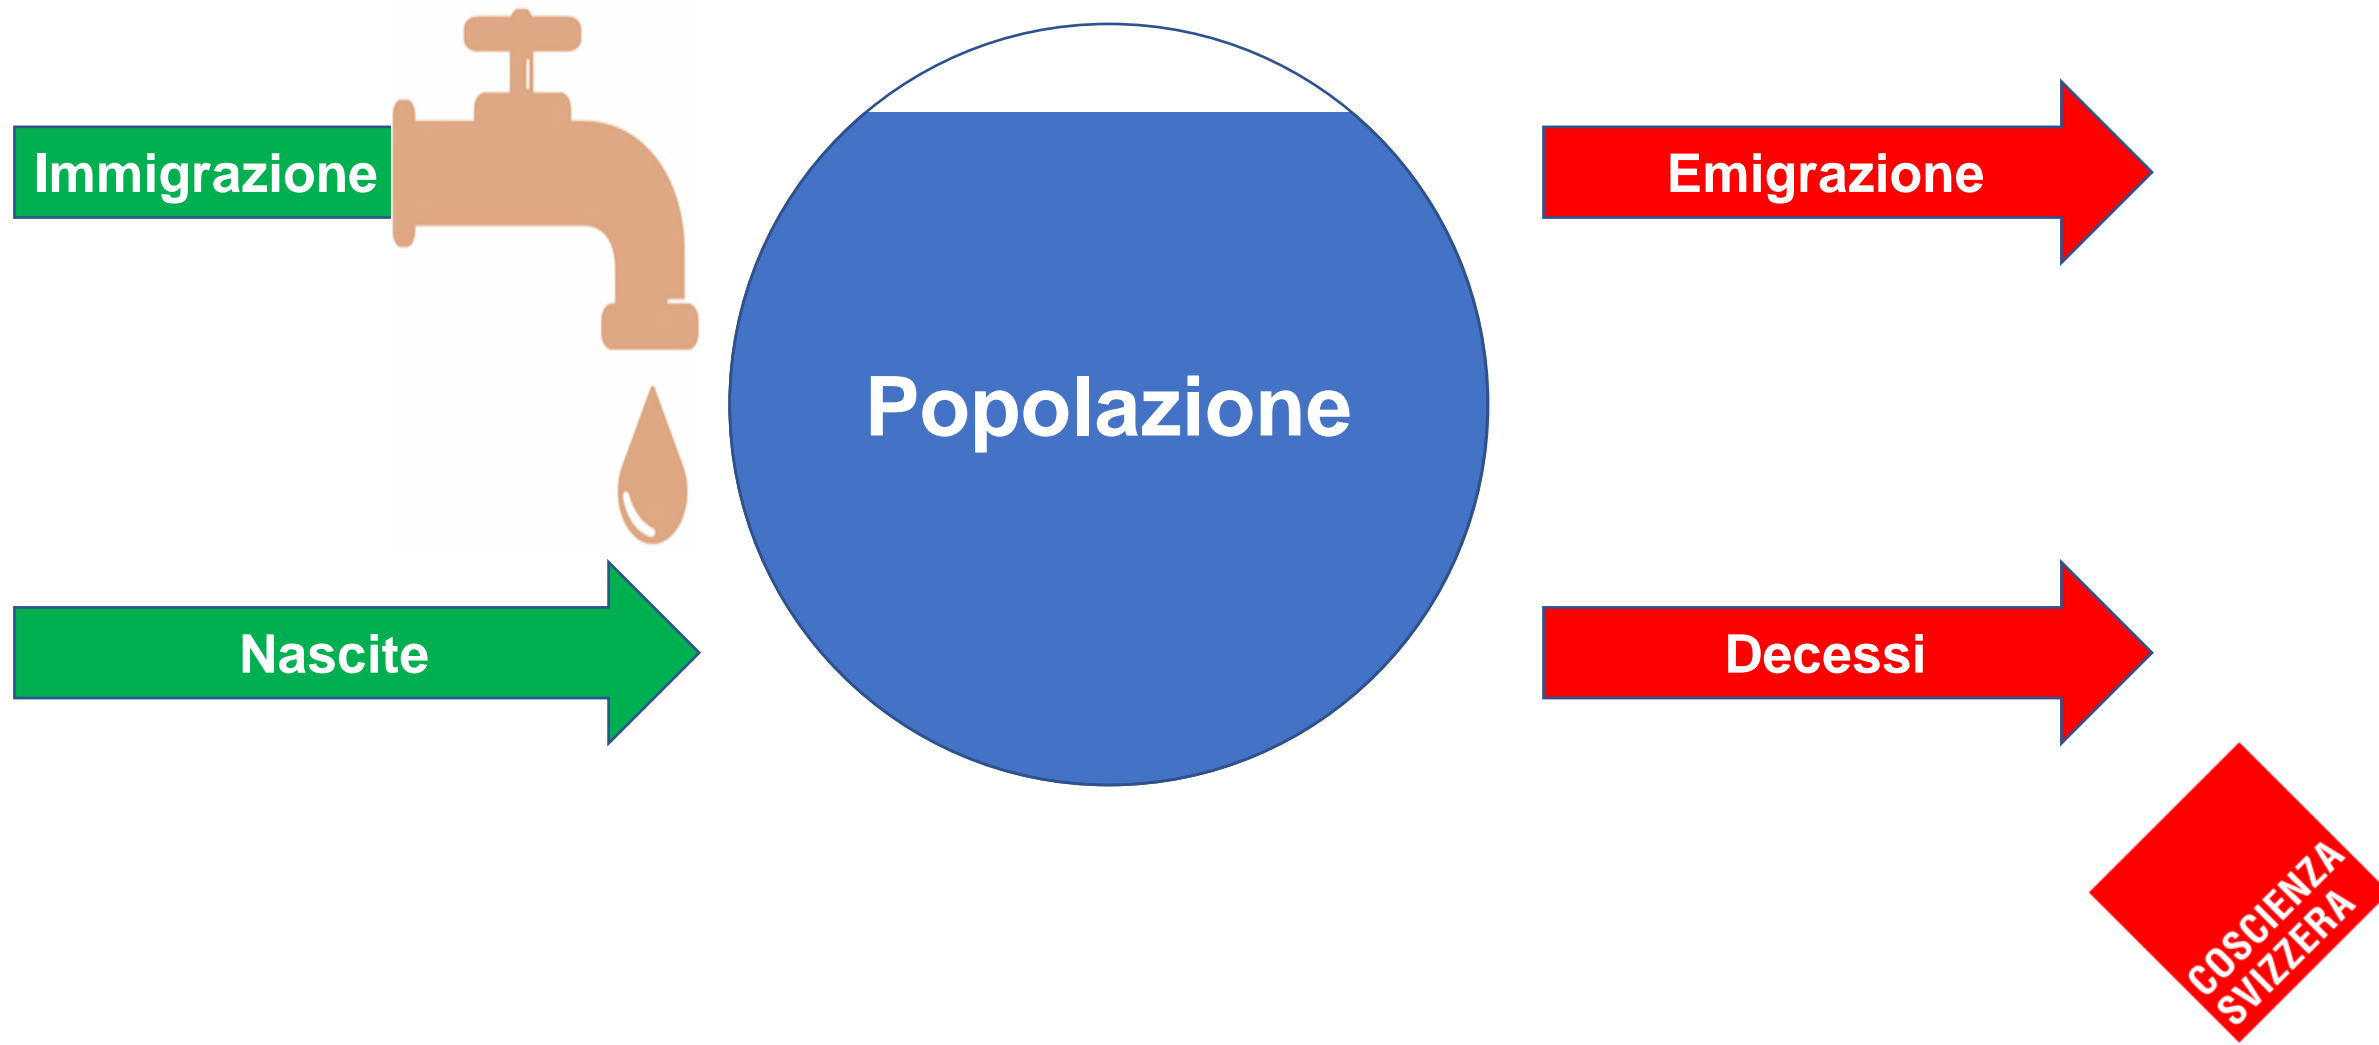 Immigrazione
Emigrazione
Popolazione
Nascite
Decessi
COSCIENZA
SVIZZERA